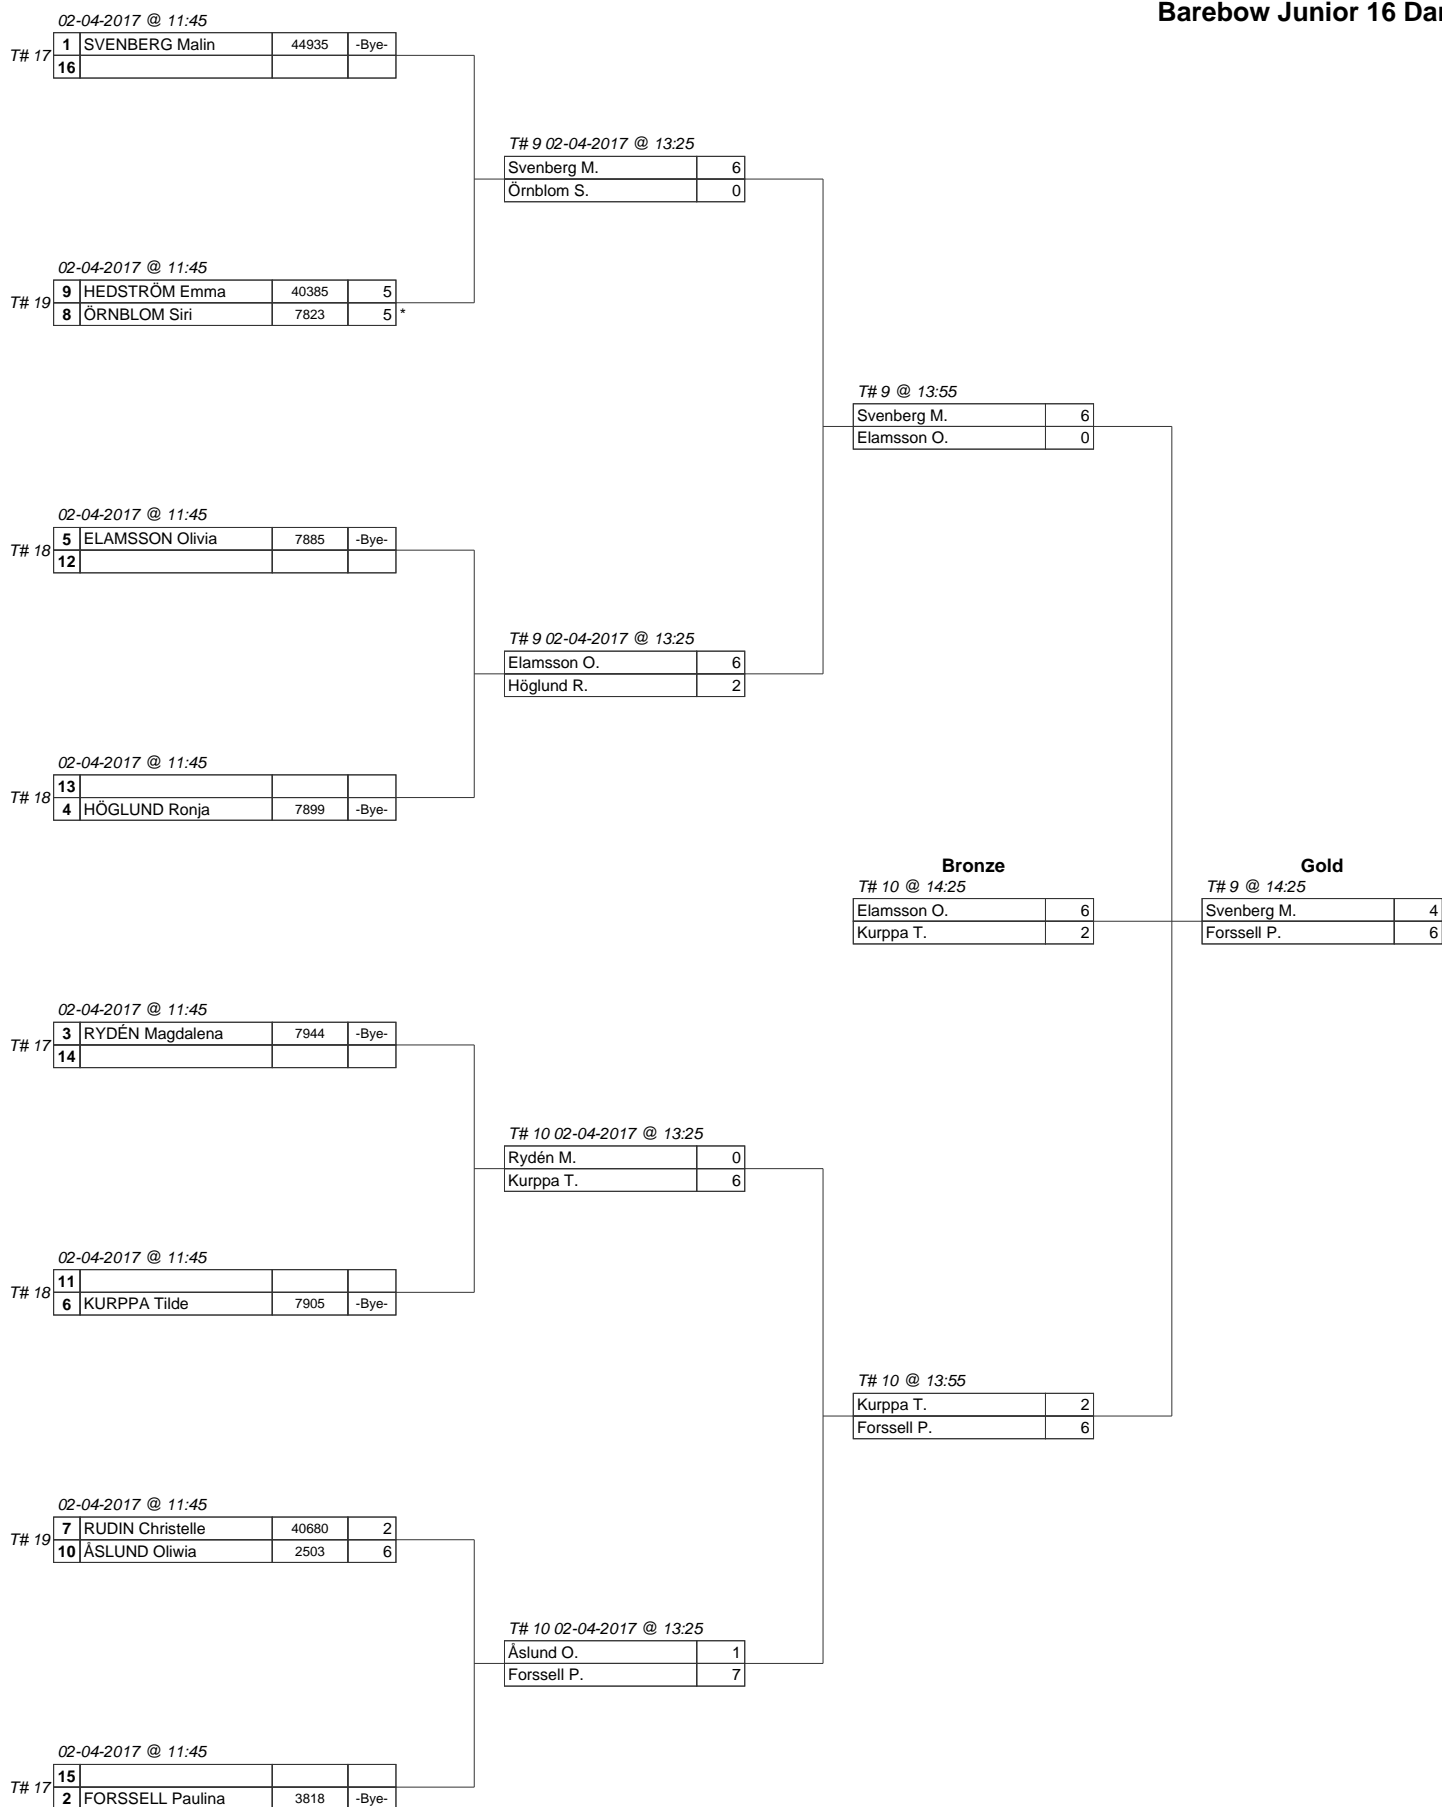 Barebow Junior 16
02-04-2017 @ 11:45
T# 17
1 SVENBERG Malin 44935 -Bye-
16
T# 9 02-04-2017 @ 13:25
Svenberg M. 6
Örnblom S. 0
02-04-2017 @ 11:45
T# 19
9 HEDSTRÖM Emma 40385 5
8 ÖRNBLOM Siri 7823 5 *
T# 9 @ 13:55
Svenberg M. 6
Elamsson O. 0
02-04-2017 @ 11:45
T# 18
5 ELAMSSON Olivia 7885 -Bye-
12
T# 9 02-04-2017 @ 13:25
Elamsson O. 6
Höglund R. 2
02-04-2017 @ 11:45
T# 18
13
4 HÖGLUND Ronja 7899 -Bye-
Bronze
T# 10 @ 14:25
Elamsson O. 6
Kurppa T. 2
Gold
T# 9 @ 14:25
Svenberg M. 4
Forssell P. 6
02-04-2017 @ 11:45
T# 17
3 RYDÉN Magdalena 7944 -Bye-
14
T# 10 02-04-2017 @ 13:25
Rydén M. 0
Kurppa T. 6
02-04-2017 @ 11:45
T# 18
11
6 KURPPA Tilde 7905 -Bye-
T# 10 @ 13:55
Kurppa T. 2
Forssell P. 6
02-04-2017 @ 11:45
T# 19
7 RUDIN Christelle 40680 2
10 ÅSLUND Oliwia 2503 6
T# 10 02-04-2017 @ 13:25
Åslund O. 1
Forssell P. 7
02-04-2017 @ 11:45
T# 17
15
2 FORSSELL Paulina 3818 -Bye-